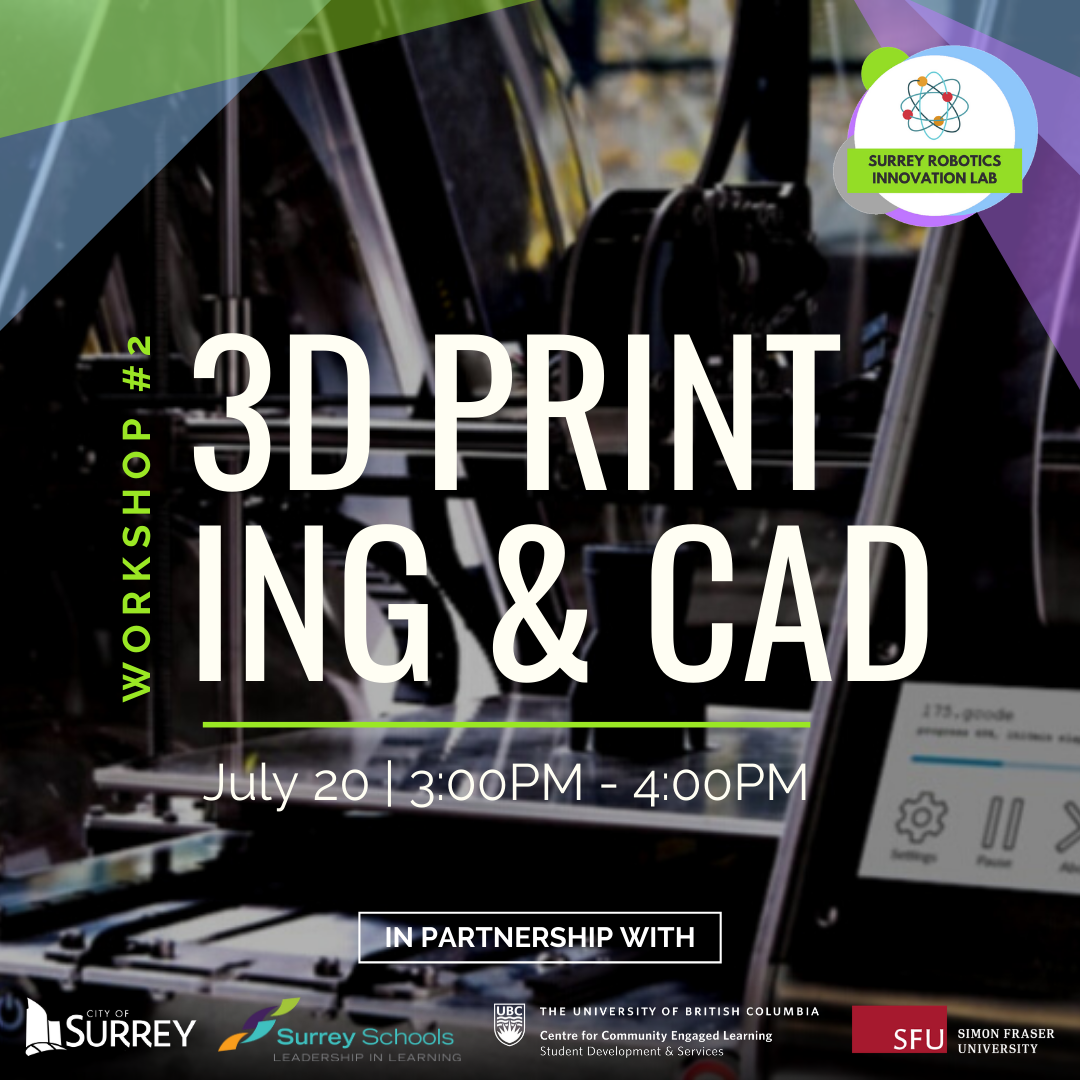 SURREY ROBOTICS
INNOVATION LAB
WORKSHOP #2
3D PRINT
ING & CAD
July 20 | 3:00PM - 4:00PM
175.gcode
Settings
Pause
IN PARTNERSHIP WITH
CITY OF
SURREY
Surrey Schools
LEADERSHIP IN LEARNING
UBC
THE UNIVERSITY OF BRITISH COLUMBIA
Centre for Community Engaged Learning
Student Development & Services
SFU
SIMON FRASER
UNIVERSITY